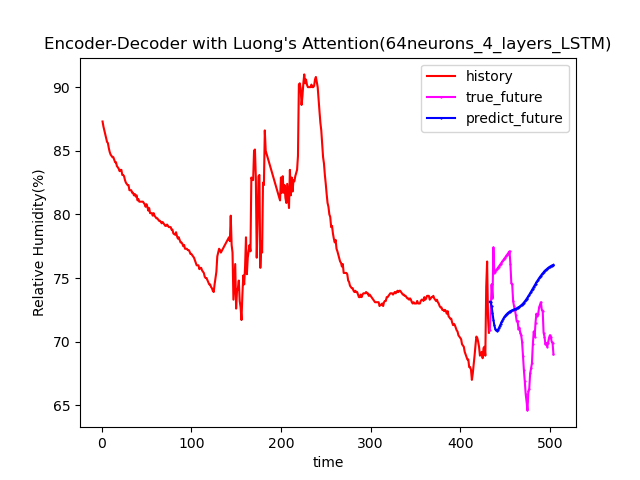 Encoder-Decoder with Luong's Attention(64neurons_4_layers_LSTM)
history
true_future
predict_future
Relative Humidity(%)
90
85
80
75
70
65
0 100 200 300 400 500
time